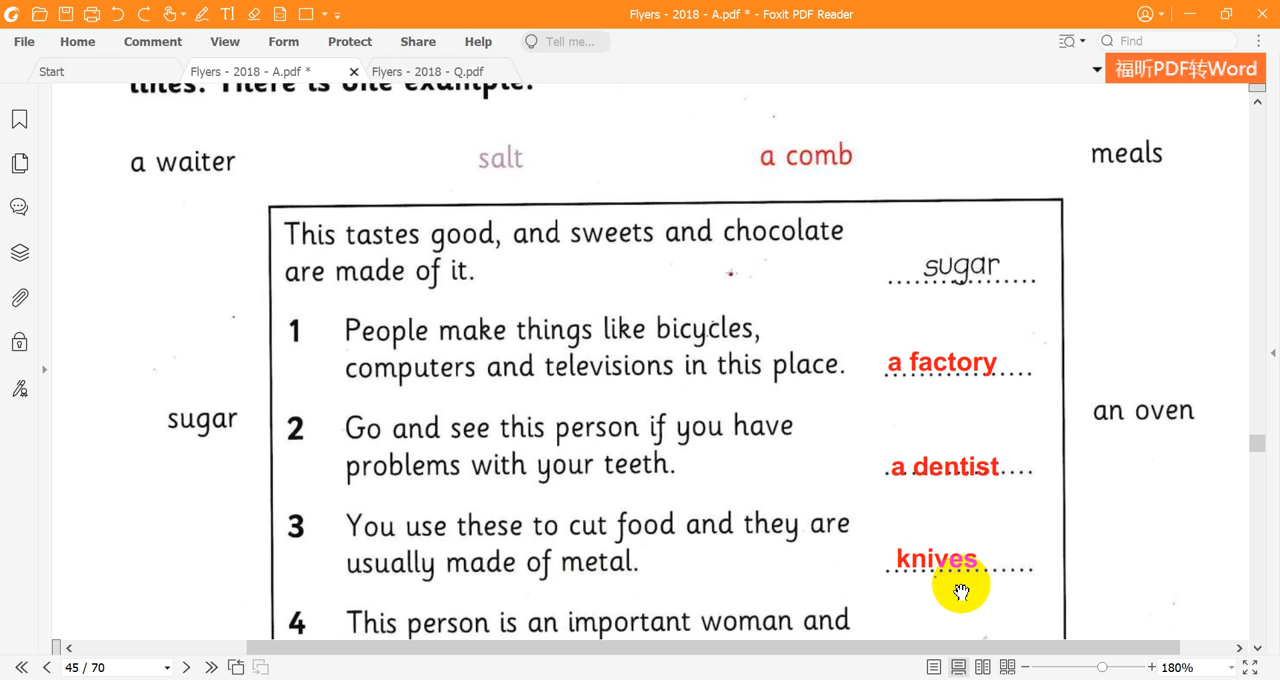 Flyers - 2018 - A.pdf * - Foxit PDF Reader
File Home Comment View Form Protect Share Help Tell me... Find
Start Flyers - 2018 - A.pdf * Flyers - 2018 - Q.pdf 福昕PDF转Word
lines. There is one example.
a waiter salt a comb meals
This tastes good, and sweets and chocolate
are made of it. sugar
1 People make things like bicycles,
computers and televisions in this place. a factory
sugar
an oven
2 Go and see this person if you have
problems with your teeth. a dentist
3 You use these to cut food and they are
usually made of metal. knives
4 This person is an important woman and
45 / 70 180%